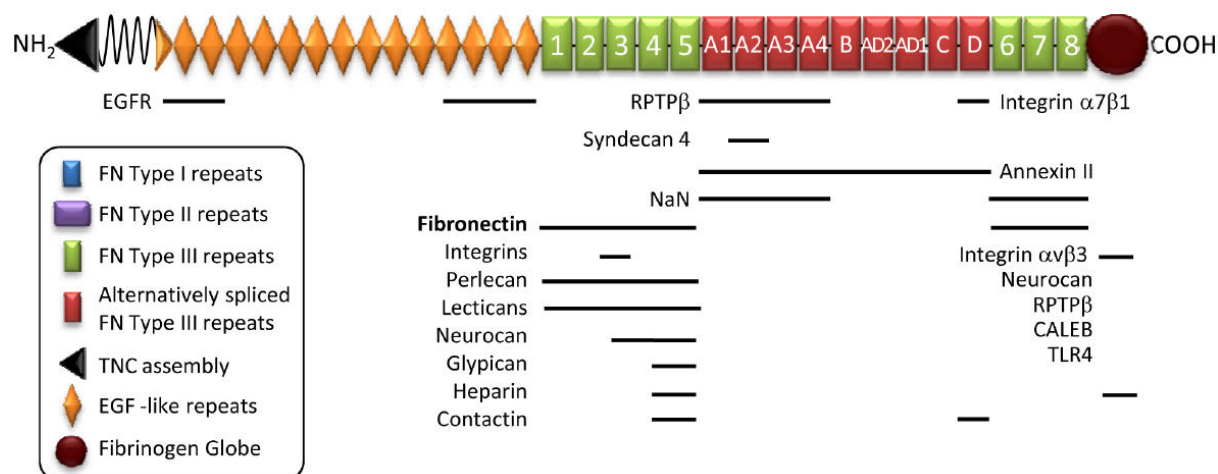 NH2 1 2 3 4 5 A1 A2 A3 A4 B AD2 AD1 C D 6 7 8 COOH
EGFR RPTPβ Integrin α7β1
Syndecan 4
Annexin II
NaN
Fibronectin
Integrins Integrin αvβ3
Perlecan Neurocan
Lecticans RPTPβ
Neurocan CALEB
Glypican TLR4
Heparin
Contactin
FN Type I repeats
FN Type II repeats
FN Type III repeats
Alternatively spliced
FN Type III repeats
TNC assembly
EGF -like repeats
Fibrinogen Globe